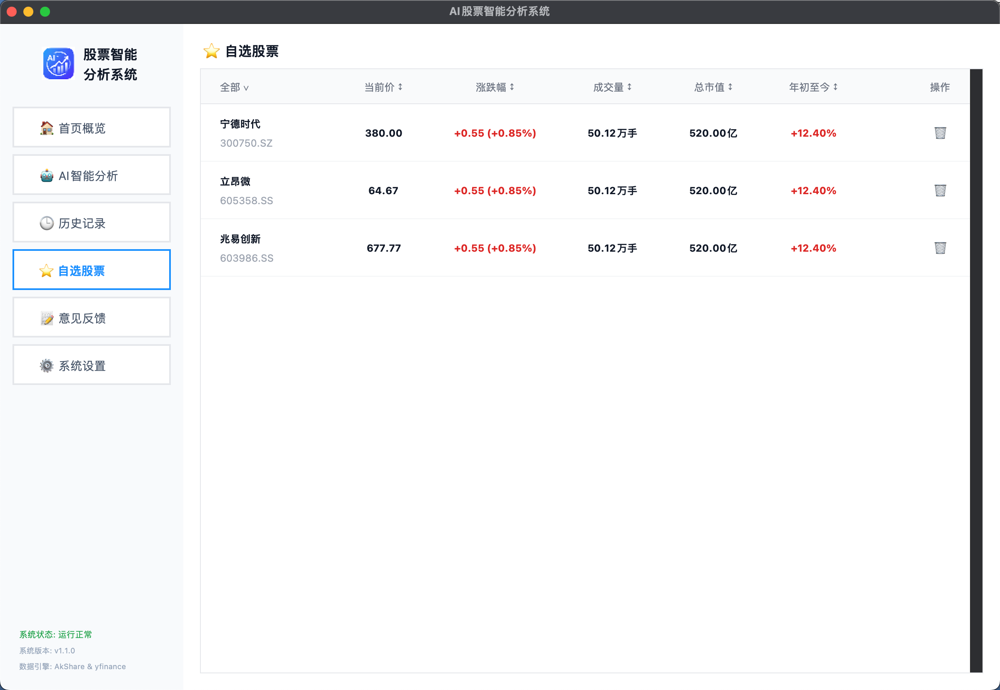 AI股票智能分析系统
AI
股票智能
分析系统
首页概览
AI智能分析
历史记录
自选股票
意见反馈
系统设置
系统状态: 运行正常
系统版本: v1.1.0
数据引擎: AkShare & yfinance
自选股票
全部 当前价 涨跌幅 成交量 总市值 年初至今 操作
宁德时代
300750.SZ
380.00 +0.55 (+0.85%) 50.12万手 520.00亿 +12.40%
立昂微
605358.SS
64.67 +0.55 (+0.85%) 50.12万手 520.00亿 +12.40%
兆易创新
603986.SS
677.77 +0.55 (+0.85%) 50.12万手 520.00亿 +12.40%